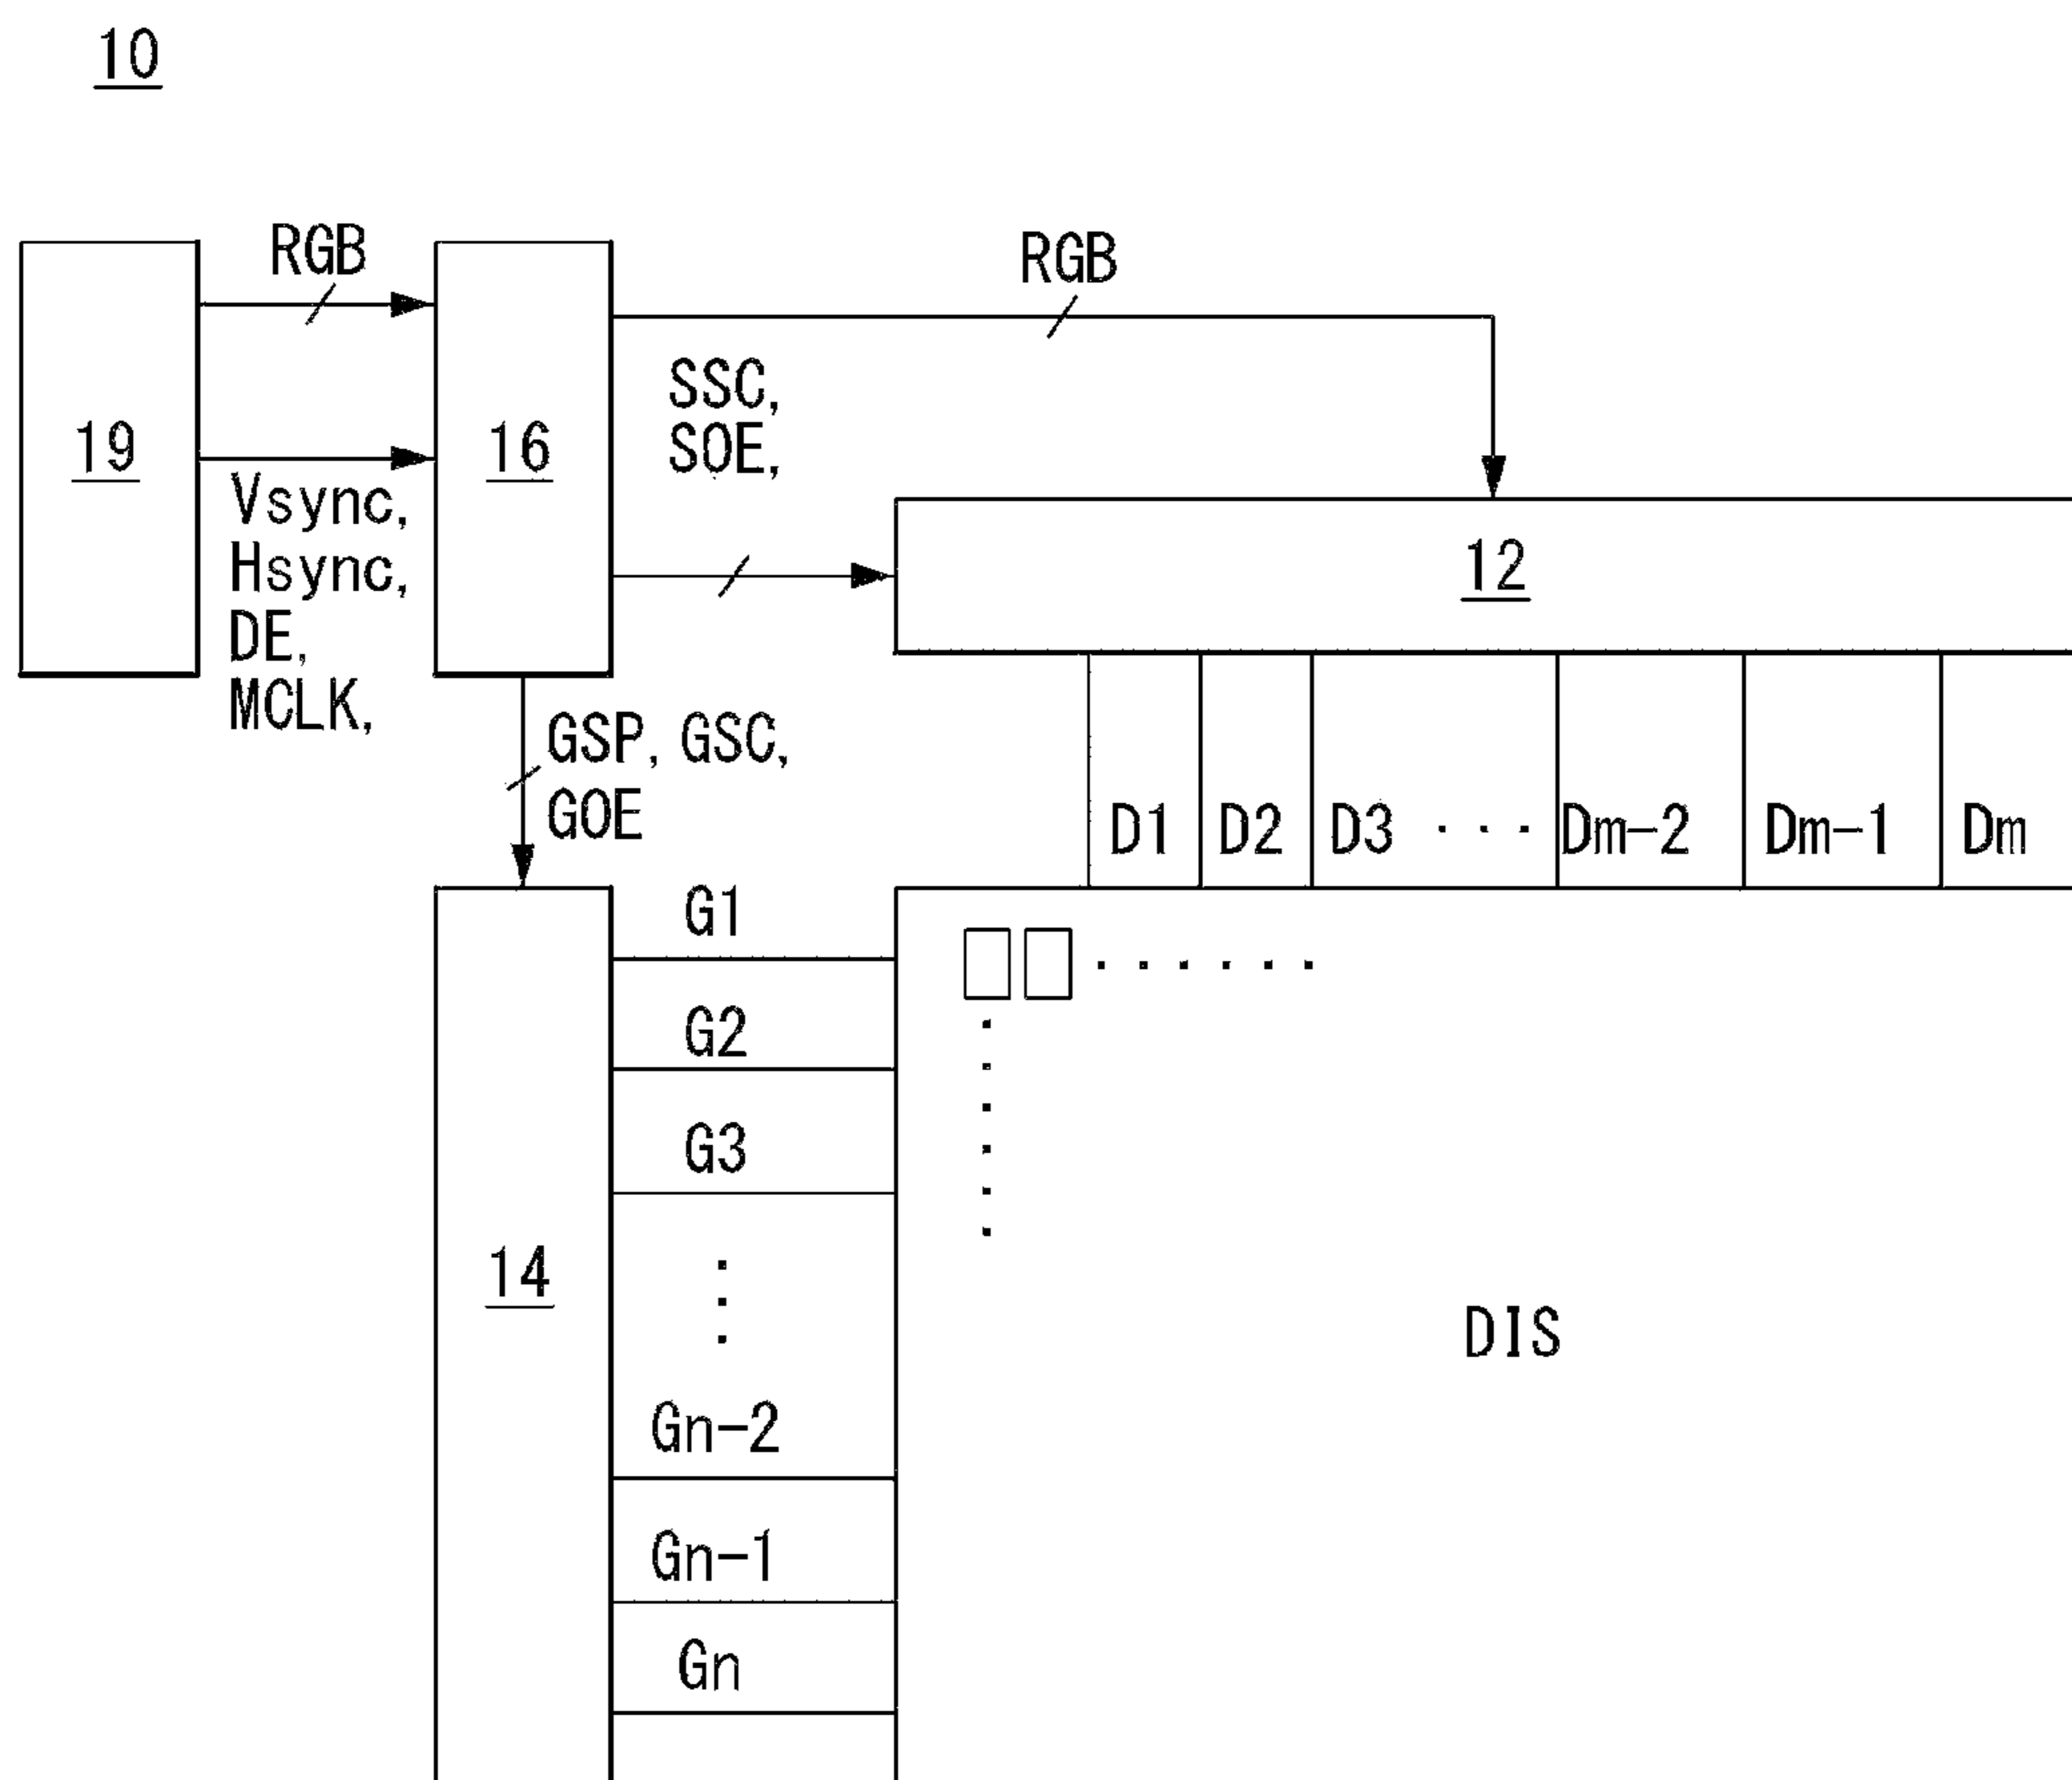 10
RGB
RGB
SSC,
SOE,
19
16
Vsync,
Hsync,
DE,
MCLK,
12
GSP, GSC,
GOE
D1 D2 D3 ... Dm-2 Dm-1 Dm
G1
G2
G3
14
DIS
Gn-2
Gn-1
Gn